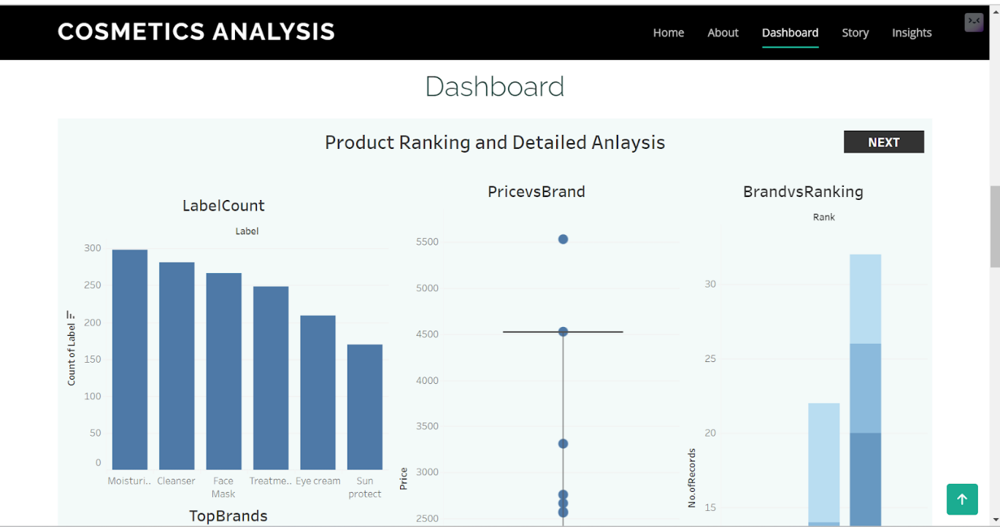 COSMETICS ANALYSIS
Home About Dashboard Story Insights
Dashboard
Product Ranking and Detailed Anlaysis
NEXT
LabelCount
Label
Count of Label
300
250
200
150
100
50
0
Moisturi.. Cleanser Face Mask Treatme.. Eye cream Sun protect
TopBrands
PricevsBrand
Price
5500
5000
4500
4000
3500
3000
2500
BrandvsRanking
Rank
No.ofRecords
30
25
20
15